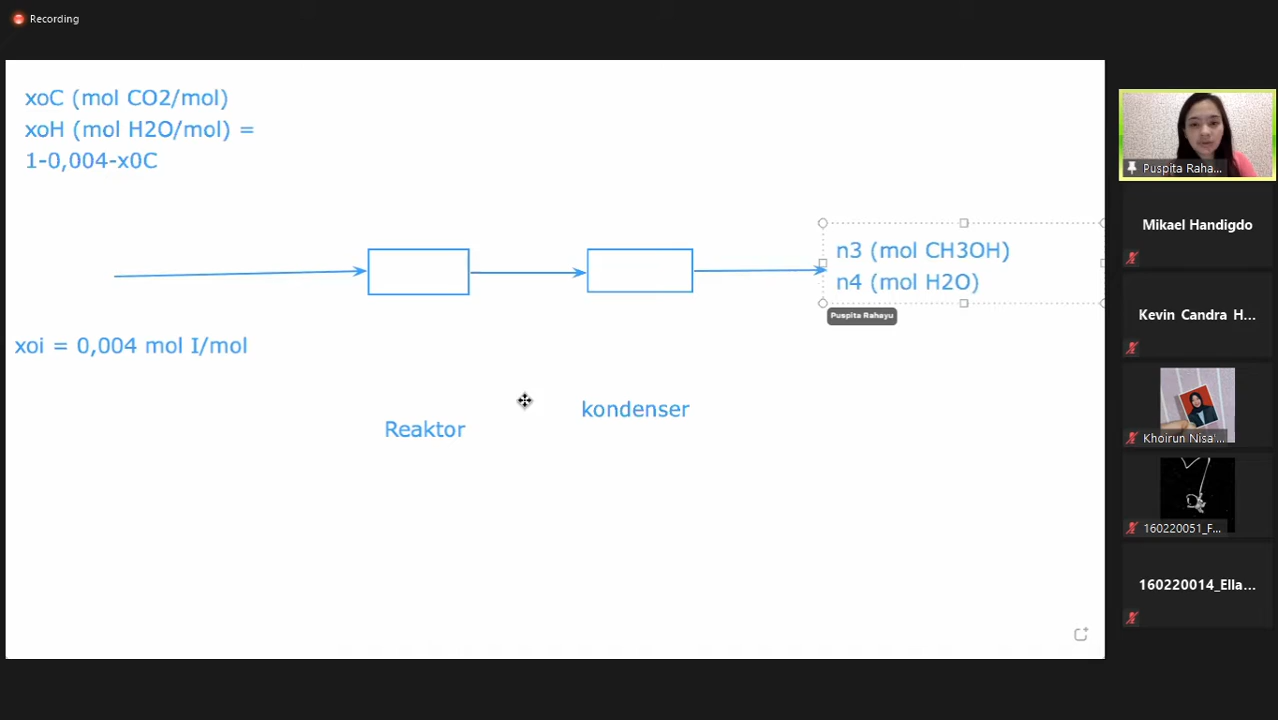 Recording
xoC (mol CO2/mol)
xoH (mol H2O/mol) =
1-0,004-x0C
n3 (mol CH3OH)
n4 (mol H2O)
Puspita Rahayu
xoi = 0,004 mol I/mol
kondenser
Reaktor
Puspita Raha...
Mikael Handigdo
Kevin Candra H...
Khoirun Nisa'...
160220051_F...
160220014_Ella...